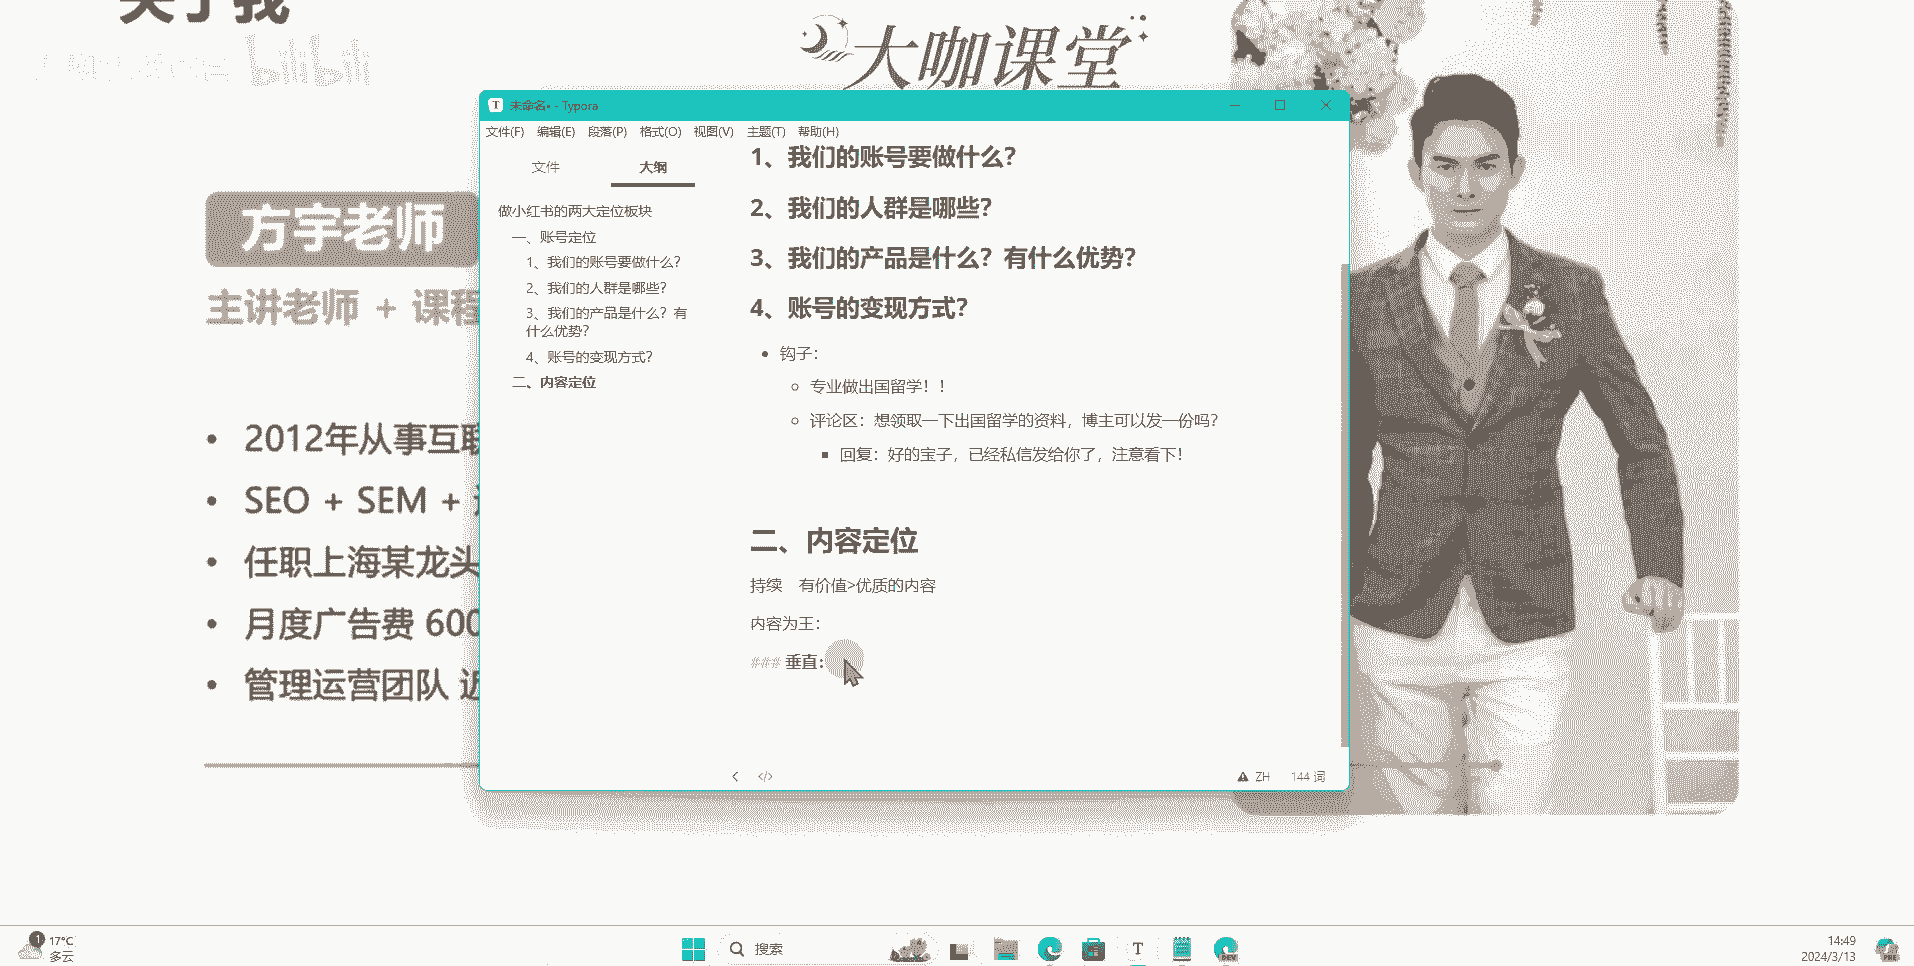 关于我
bilibili
大咖课堂
方宇老师
主讲老师 + 课程
2012年从事互联
SEO + SEM +
任职上海某龙头
月度广告费 600
管理运营团队 近
未命名• - Typora
文件(F) 编辑(E) 段落(P) 格式(O) 视图(V) 主题(T) 帮助(H)
文件 大纲
做小红书的两大定位板块
一、账号定位
1、我们的账号要做什么?
2、我们的人群是哪些?
3、我们的产品是什么?有
什么优势?
4、账号的变现方式?
二、内容定位
1、我们的账号要做什么?
2、我们的人群是哪些?
3、我们的产品是什么?有什么优势?
4、账号的变现方式?
钩子:
专业做出国留学!!
评论区:想领取一下出国留学的资料,博主可以发一份吗?
回复:好的宝子,已经私信发给你了,注意看下!
二、内容定位
持续 有价值>优质的内容
内容为王:
### 垂直:
ZH 144 词
1 17°C
多云
搜索
T
DEV
14:49
2024/3/13
PRE